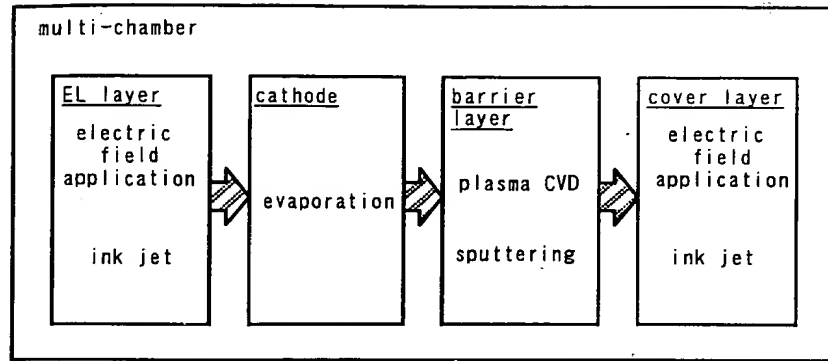 multi-chamber
EL layer
electric
field
application
ink jet
cathode
evaporation
barrier
layer
plasma CVD
sputtering
cover layer
electric
field
application
ink jet